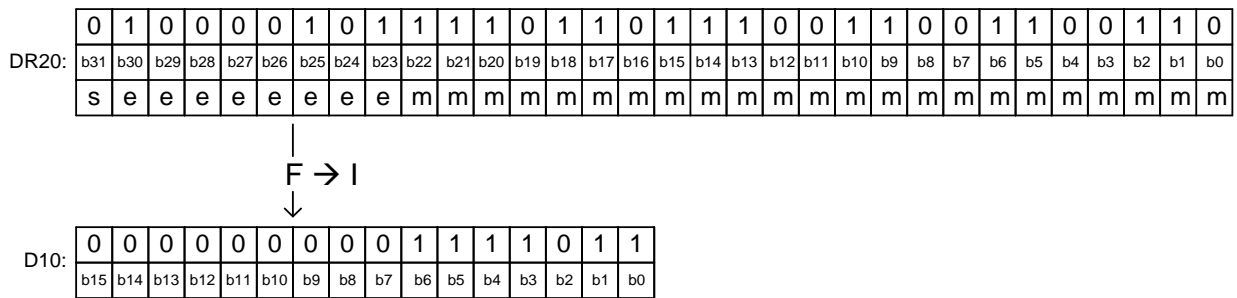 0 1 0 0 0 0 1 0 1 1 1 1 0 1 1 0 1 1 1 0 0 1 1 0 0 1 1 0 0 1 1 0
DR20: b31 b30 b29 b28 b27 b26 b25 b24 b23 b22 b21 b20 b19 b18 b17 b16 b15 b14 b13 b12 b11 b10 b9 b8 b7 b6 b5 b4 b3 b2 b1 b0
s e e e e e e e e m m m m m m m m m m m m m m m m m m m m m m m
F → I
0 0 0 0 0 0 0 0 0 1 1 1 1 0 1 1
D10: b15 b14 b13 b12 b11 b10 b9 b8 b7 b6 b5 b4 b3 b2 b1 b0